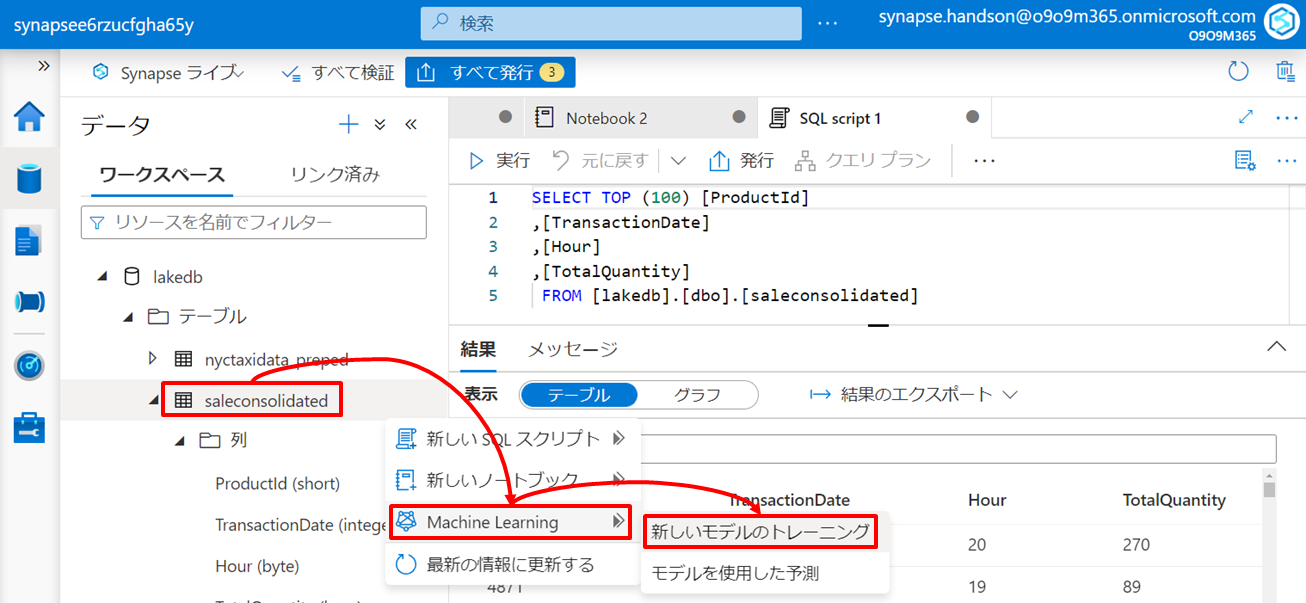 synapsee6rzucfgha65y
検索
synapse.handson@o9o9m365.onmicrosoft.com
O9O9M365
Synapse ライブ
すべて検証
すべて発行 3
データ
ワークスペース リンク済み
リソースを名前でフィルター
lakedb
テーブル
nyctaxidata_preped
saleconsolidated
列
ProductId (short)
TransactionDate (intege
Hour (byte)
新しい SQL スクリプト
新しいノートブック
Machine Learning
最新の情報に更新する
新しいモデルのトレーニング
モデルを使用した予測
Notebook 2
SQL script 1
実行 元に戻す 発行 クエリ プラン
1 SELECT TOP (100) [ProductId]
2 ,[TransactionDate]
3 ,[Hour]
4 ,[TotalQuantity]
5 FROM [lakedb].[dbo].[saleconsolidated]
結果 メッセージ
表示 テーブル グラフ 結果のエクスポート
TransactionDate Hour TotalQuantity
20 270
4871 19 89